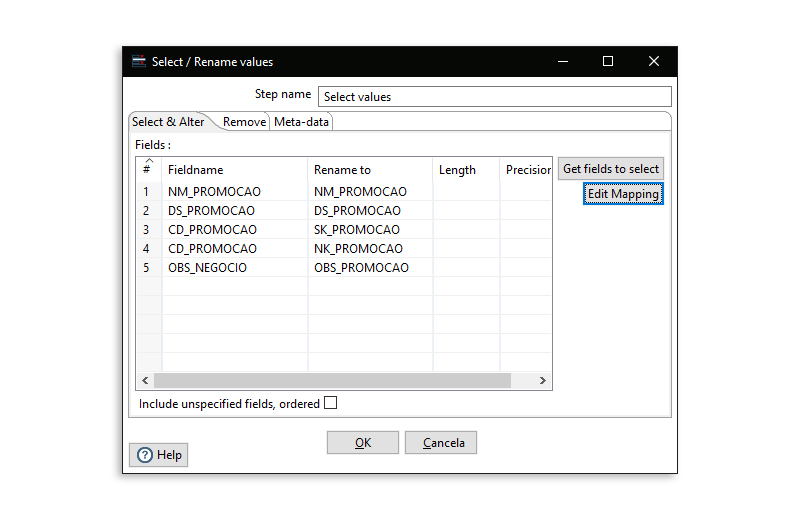 Select / Rename values
Step name Select values
Select & Alter Remove Meta-data
Fields :
# Fieldname Rename to Length Precision
1 NM_PROMOCAO NM_PROMOCAO
2 DS_PROMOCAO DS_PROMOCAO
3 CD_PROMOCAO SK_PROMOCAO
4 CD_PROMOCAO NK_PROMOCAO
5 OBS_NEGOCIO OBS_PROMOCAO
Get fields to select
Edit Mapping
Include unspecified fields, ordered
OK Cancela
Help